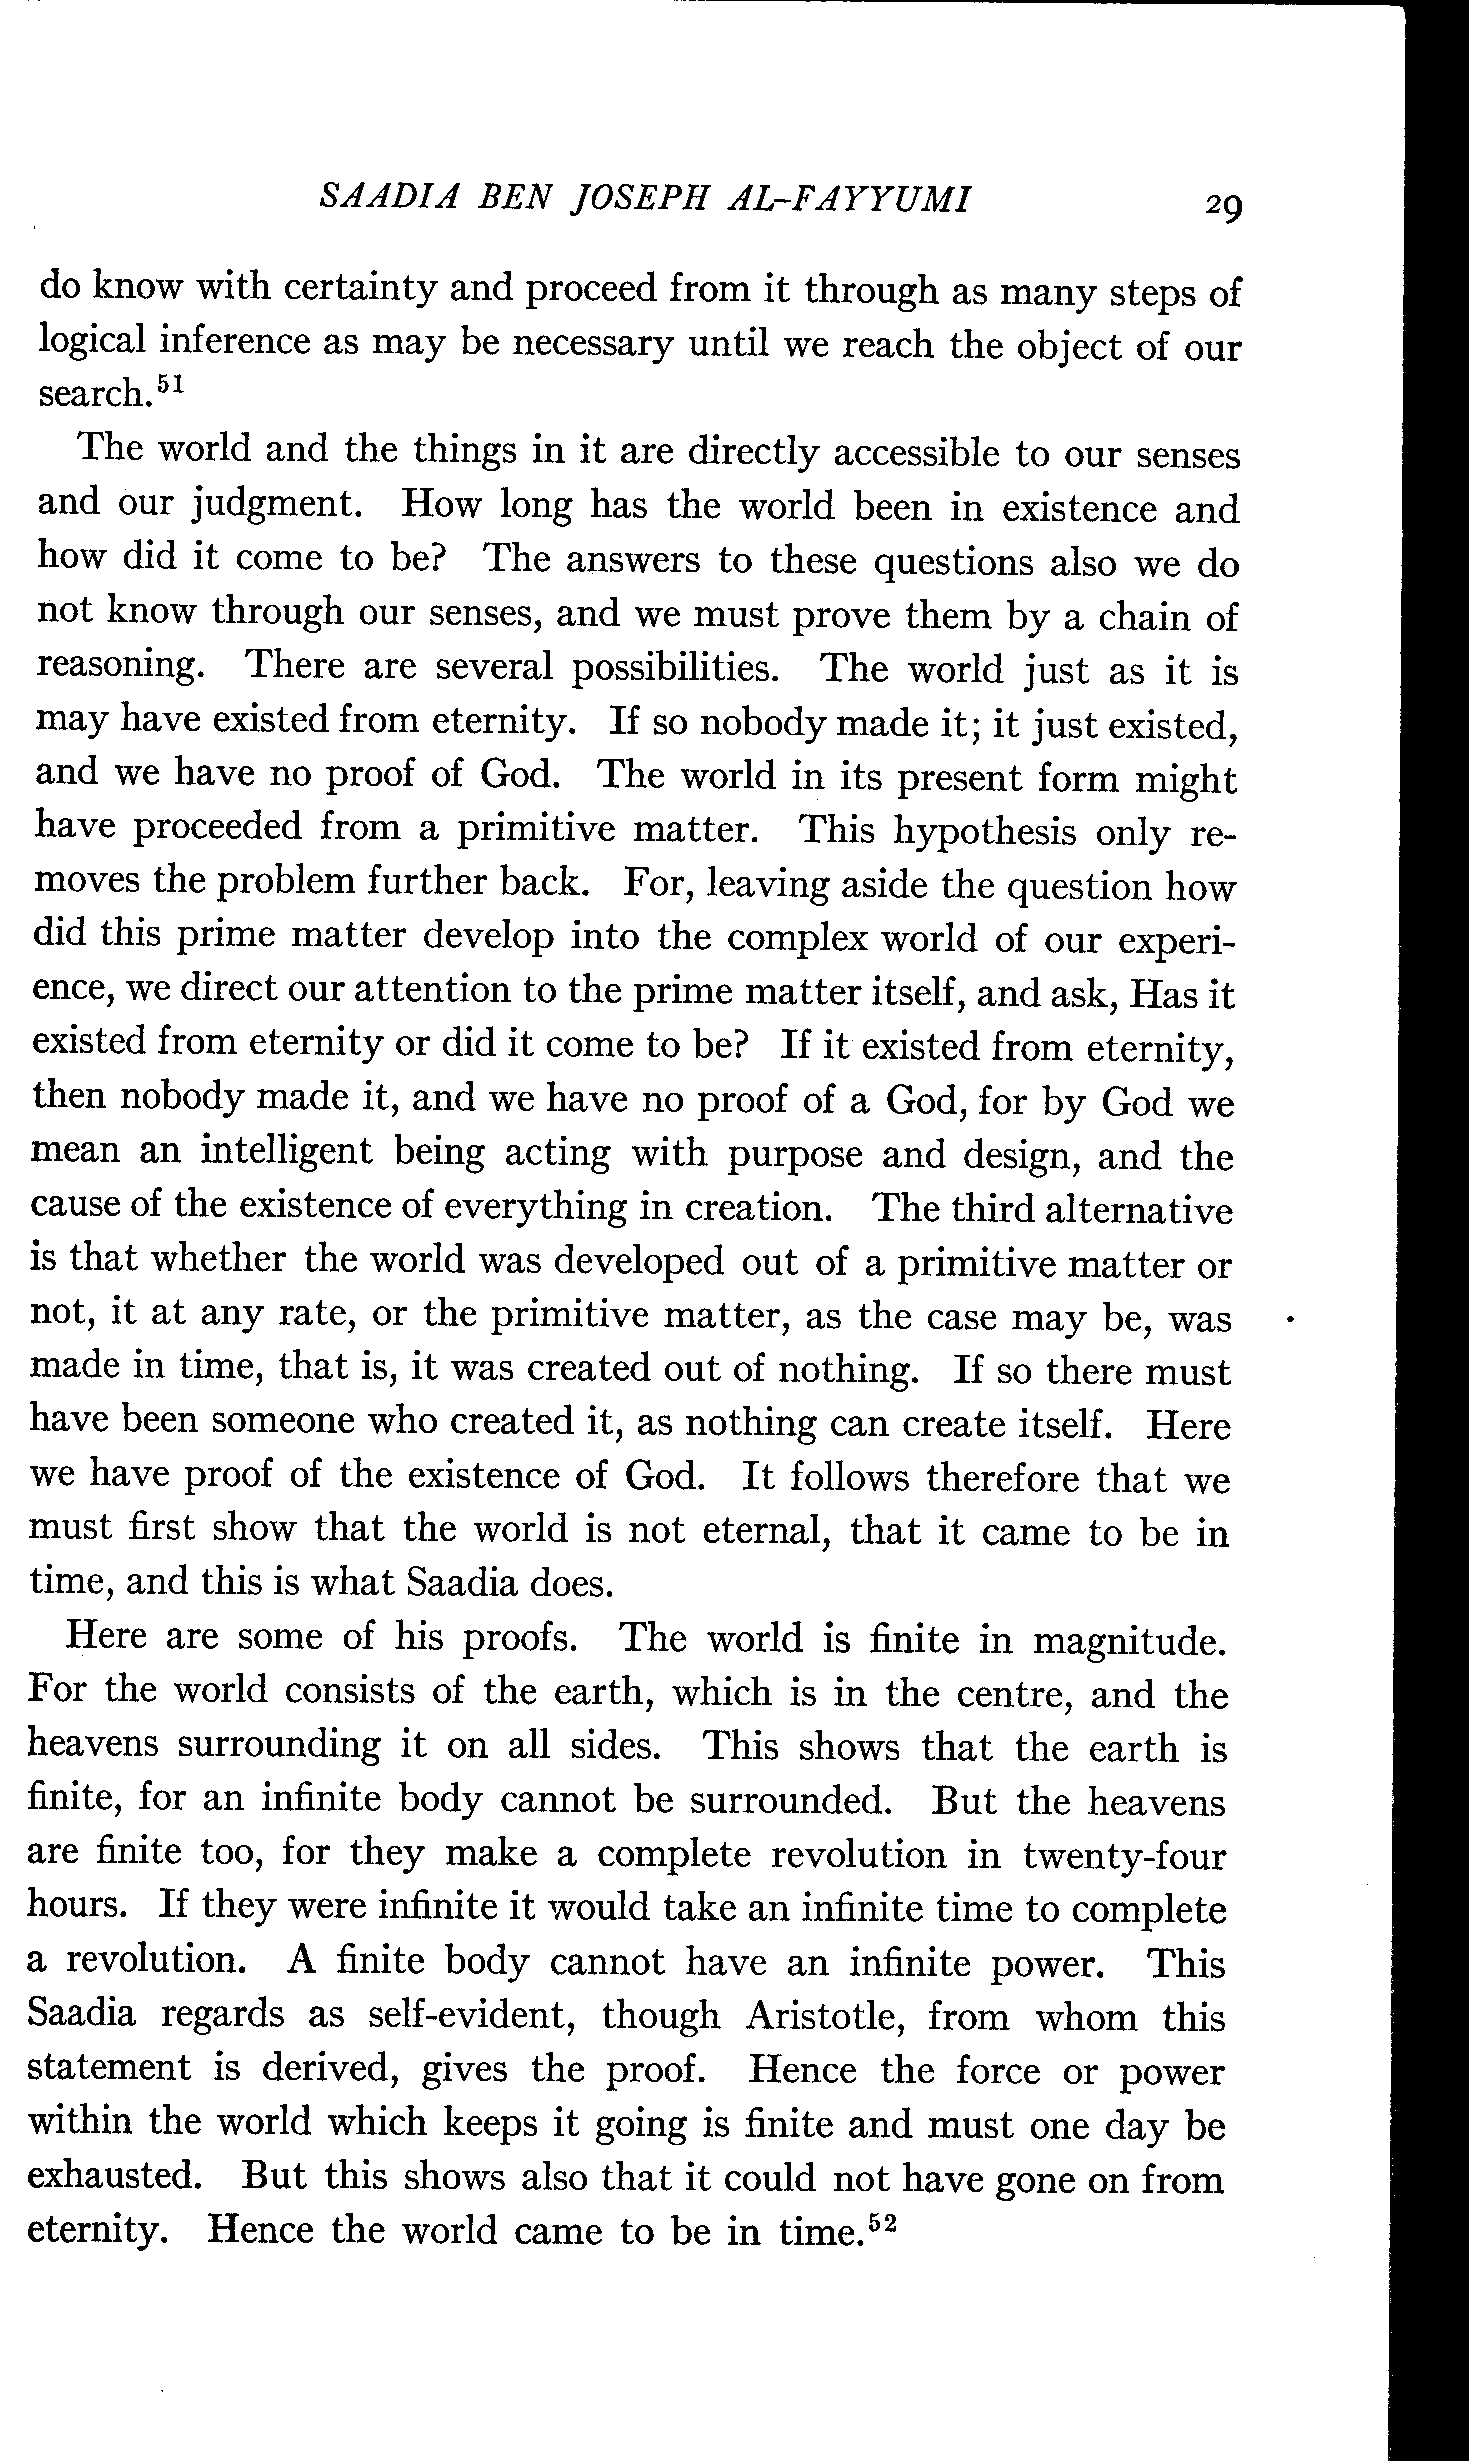 SAADIA BEN JOSEPH AL-FAYYUMI 29
do know with certainty and proceed from it through as many steps of
logical inference as may be necessary until we reach the object of our
search.⁵¹
The world and the things in it are directly accessible to our senses
and our judgment. How long has the world been in existence and
how did it come to be? The answers to these questions also we do
not know through our senses, and we must prove them by a chain of
reasoning. There are several possibilities. The world just as it is
may have existed from eternity. If so nobody made it; it just existed,
and we have no proof of God. The world in its present form might
have proceeded from a primitive matter. This hypothesis only re-
moves the problem further back. For, leaving aside the question how
did this prime matter develop into the complex world of our experi-
ence, we direct our attention to the prime matter itself, and ask, Has it
existed from eternity or did it come to be? If it existed from eternity,
then nobody made it, and we have no proof of a God, for by God we
mean an intelligent being acting with purpose and design, and the
cause of the existence of everything in creation. The third alternative
is that whether the world was developed out of a primitive matter or
not, it at any rate, or the primitive matter, as the case may be, was
made in time, that is, it was created out of nothing. If so there must
have been someone who created it, as nothing can create itself. Here
we have proof of the existence of God. It follows therefore that we
must first show that the world is not eternal, that it came to be in
time, and this is what Saadia does.
Here are some of his proofs. The world is finite in magnitude.
For the world consists of the earth, which is in the centre, and the
heavens surrounding it on all sides. This shows that the earth is
finite, for an infinite body cannot be surrounded. But the heavens
are finite too, for they make a complete revolution in twenty-four
hours. If they were infinite it would take an infinite time to complete
a revolution. A finite body cannot have an infinite power. This
Saadia regards as self-evident, though Aristotle, from whom this
statement is derived, gives the proof. Hence the force or power
within the world which keeps it going is finite and must one day be
exhausted. But this shows also that it could not have gone on from
eternity. Hence the world came to be in time.⁵²